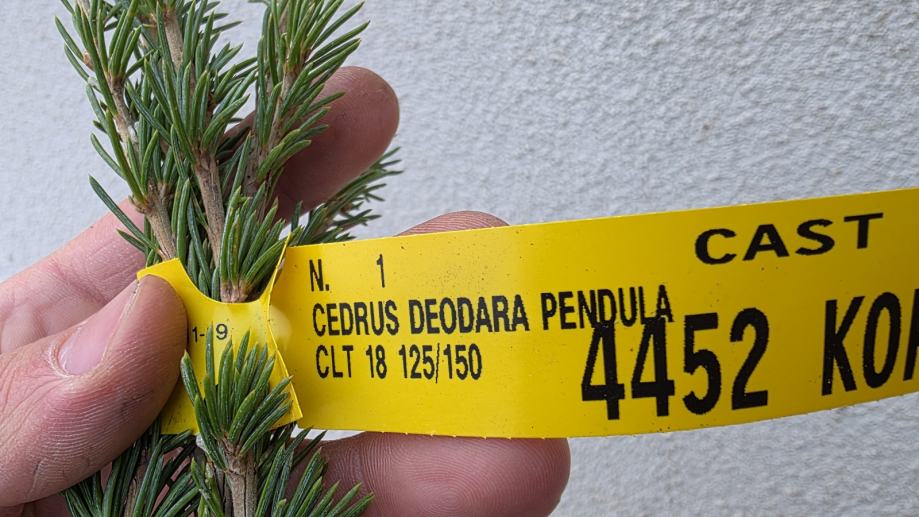 CAST
N. 1
CEDRUS DEODARA PENDULA
CLT 18 125/150
4452